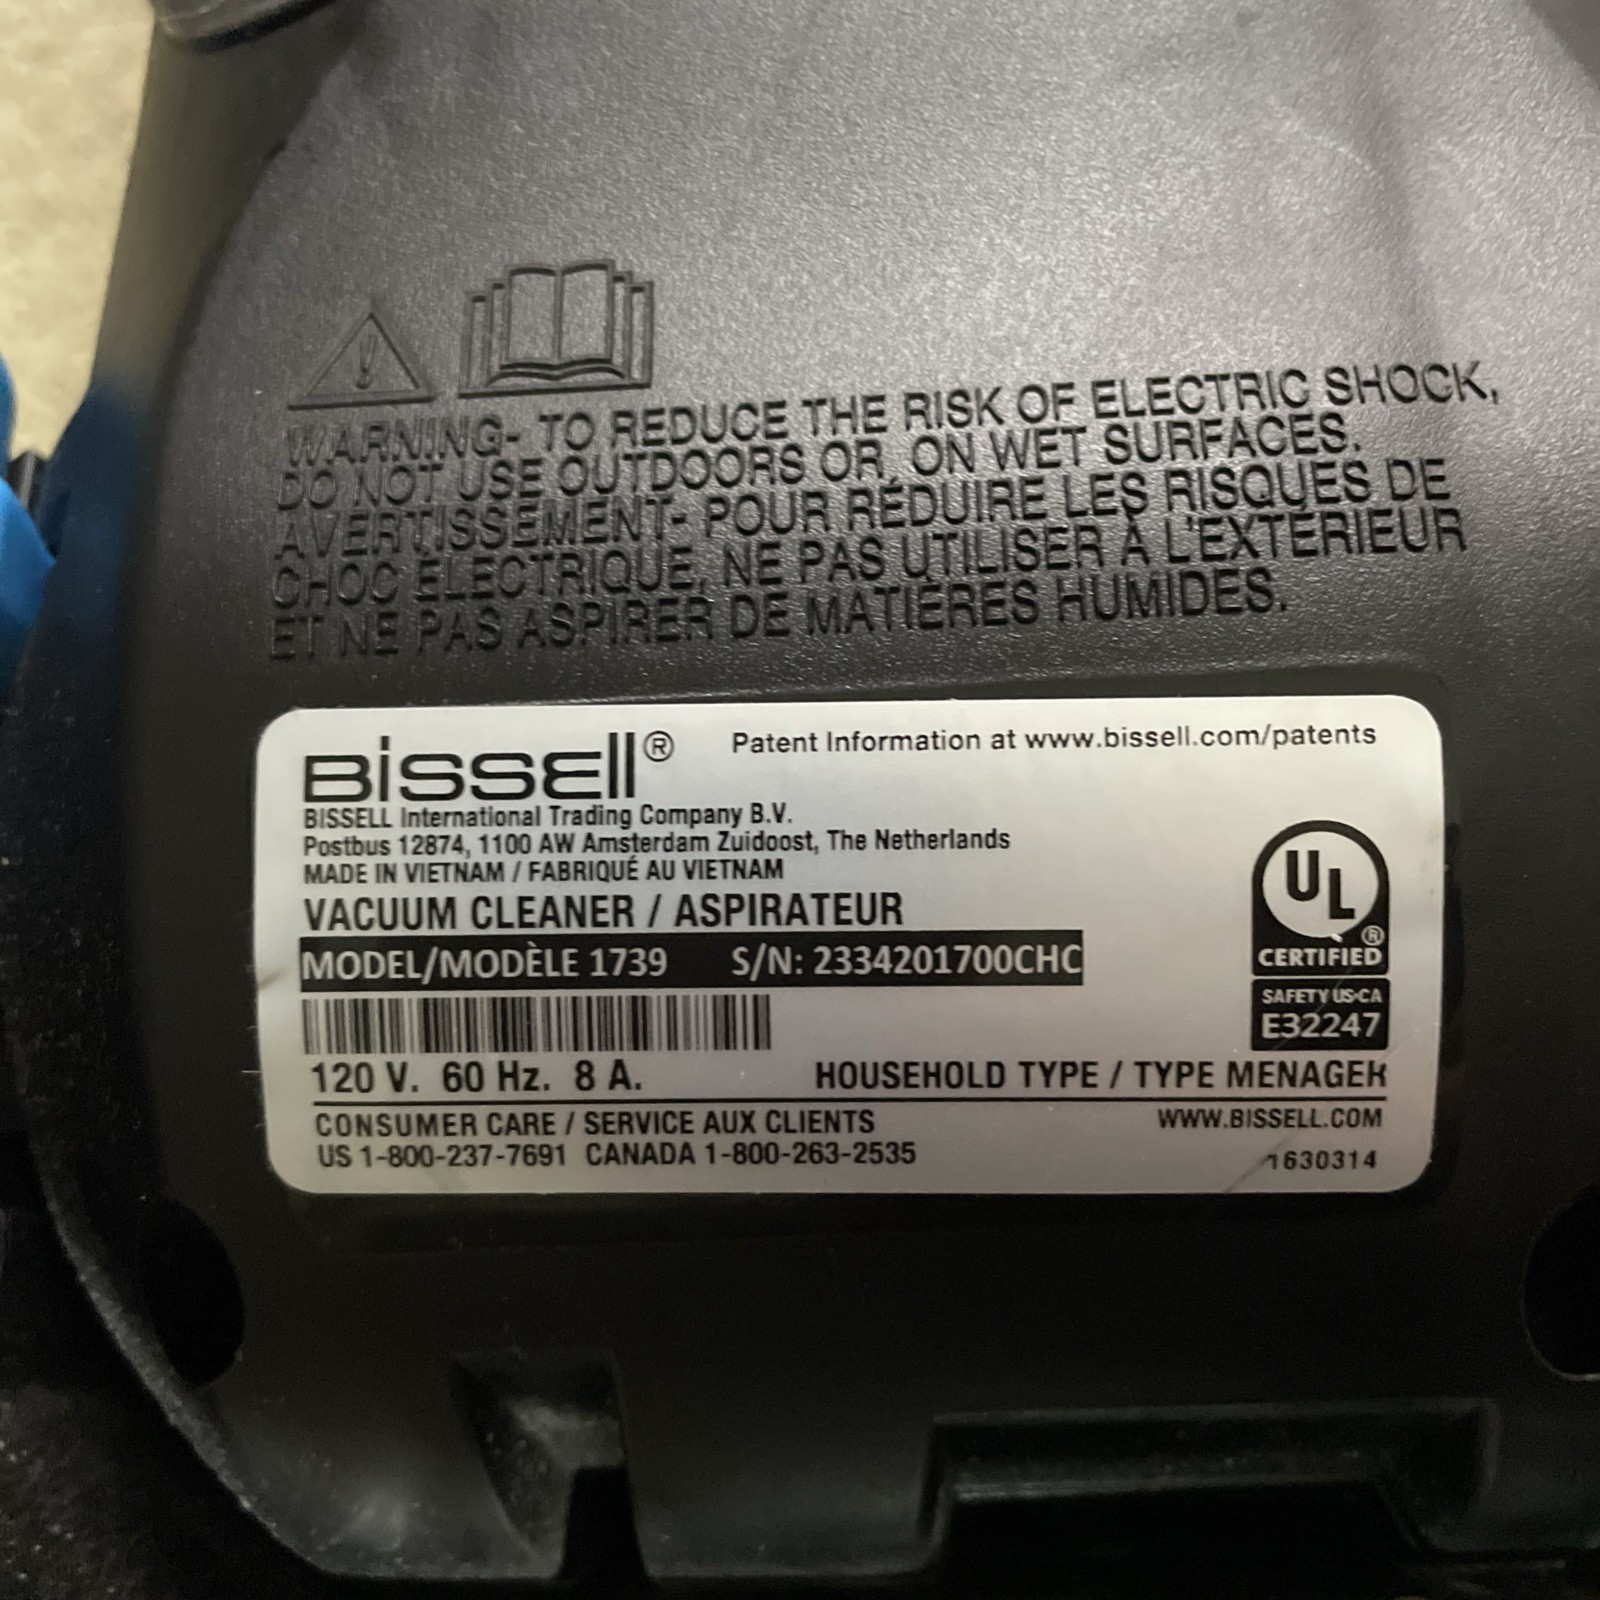 WARNING- TO REDUCE THE RISK OF ELECTRIC SHOCK,
DO NOT USE OUTDOORS OR ON WET SURFACES.
AVERTISSEMENT- POUR RÉDUIRE LES RISQUES DE
CHOC ÉLECTRIQUE, NE PAS UTILISER À L'EXTÉRIEUR
ET NE PAS ASPIRER DE MATIÈRES HUMIDES.
BISSELL® Patent Information at www.bissell.com/patents
BISSELL International Trading Company B.V.
Postbus 12874, 1100 AW Amsterdam Zuidoost, The Netherlands
MADE IN VIETNAM / FABRIQUÉ AU VIETNAM
VACUUM CLEANER / ASPIRATEUR
MODEL/MODÈLE 1739 S/N: 2334201700CHC
UL ®
CERTIFIED
SAFETY US-CA
E32247
120 V. 60 Hz. 8 A. HOUSEHOLD TYPE / TYPE MENAGER
CONSUMER CARE / SERVICE AUX CLIENTS WWW.BISSELL.COM
US 1-800-237-7691 CANADA 1-800-263-2535 1630314